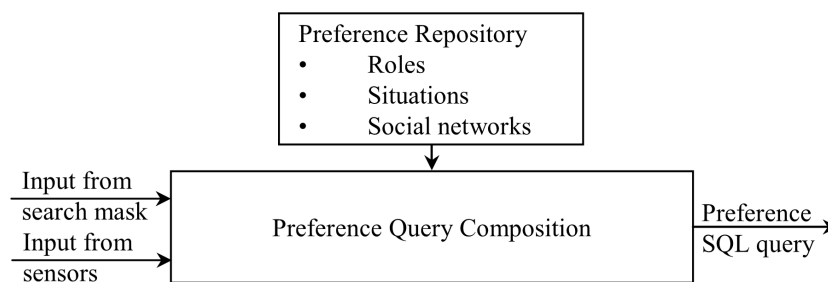 Preference Repository
• Roles
• Situations
• Social networks
Input from
search mask
Input from
sensors
Preference Query Composition
Preference
SQL query